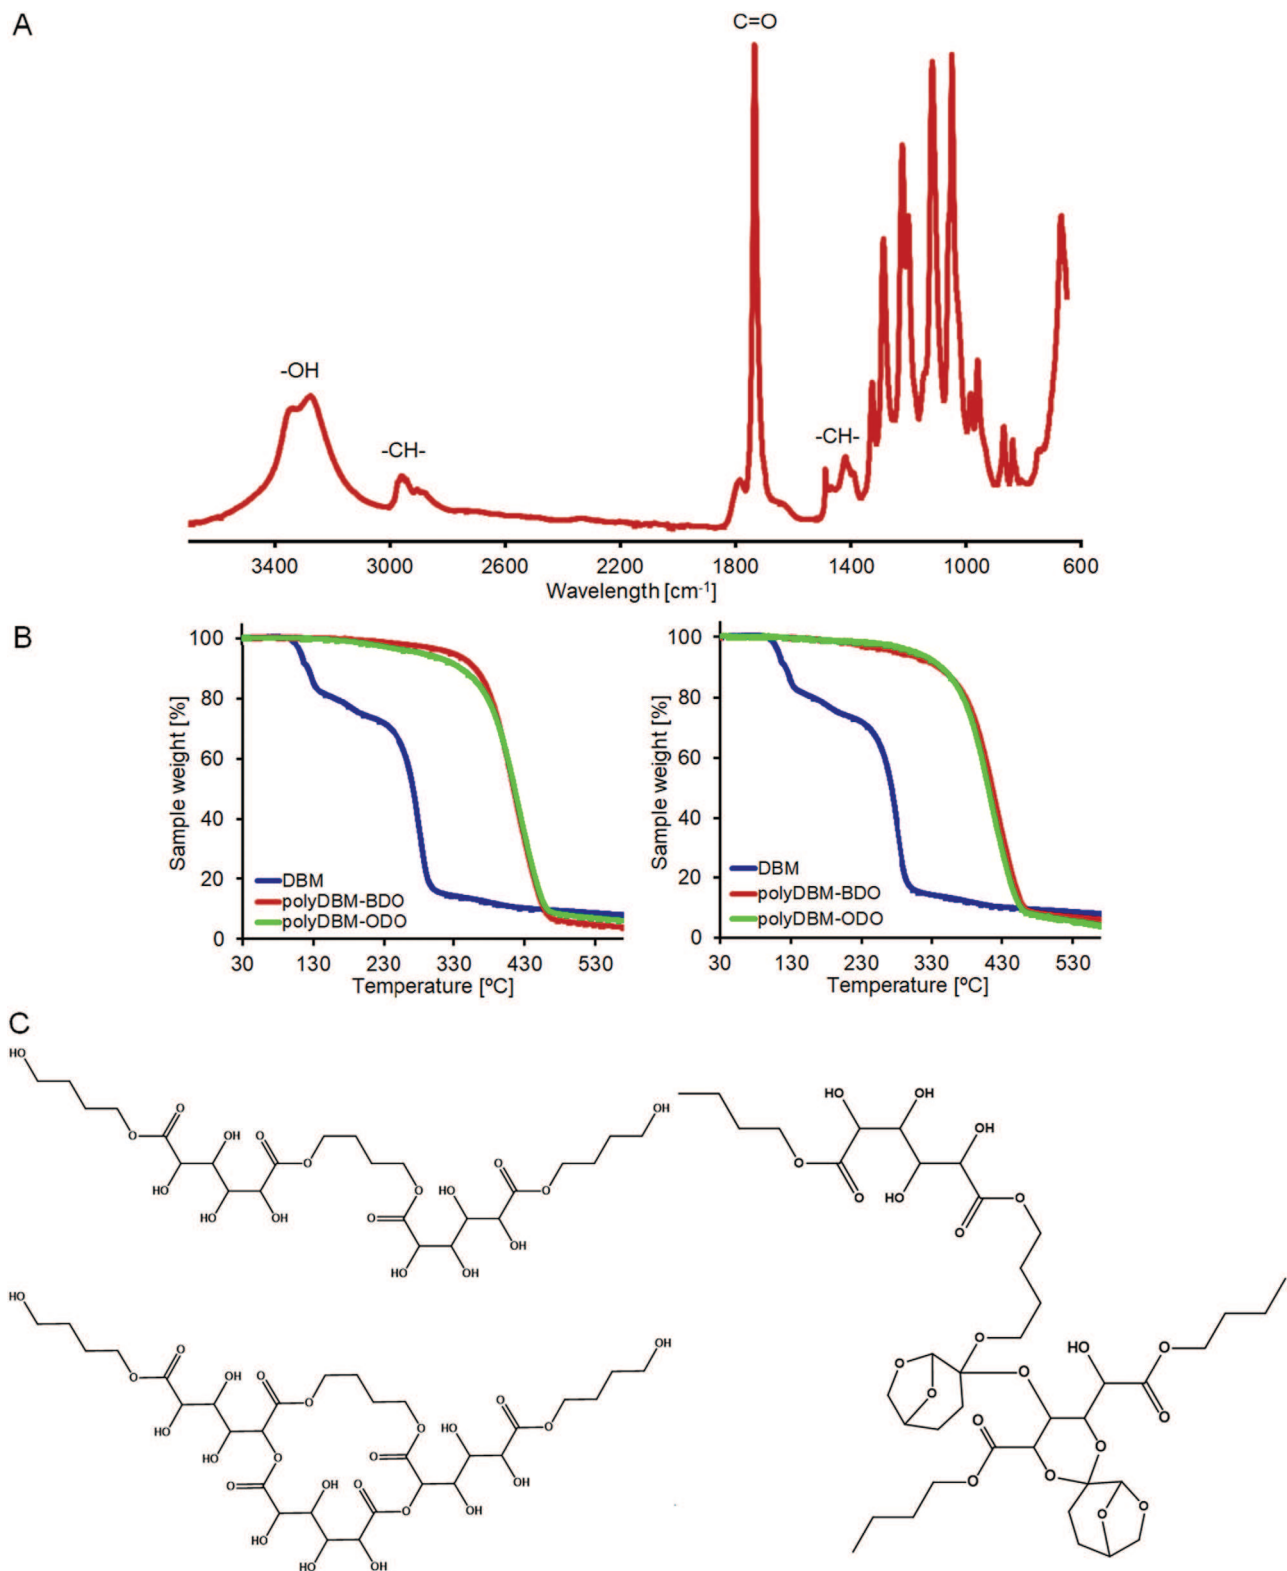 A
C=O
-OH
-CH-
-CH-
3400 3000 2600 2200 1800 1400 1000 600
Wavelength [cm-1]
B
Sample weight [%]
100
80
60
40
20
0
DBM
polyDBM-BDO
polyDBM-ODO
30 130 230 330 430 530
Temperature [ºC]
Sample weight [%]
100
80
60
40
20
0
DBM
polyDBM-BDO
polyDBM-ODO
30 130 230 330 430 530
Temperature [ºC]
C
HO
O
O
OH
HO
HO
OH
O
O
O
O
HO
OH
HO
OH
O
O
OH
HO
O
O
OH
HO
HO
O
O
O
O
OH
HO
OH
HO
O
O
O
O
O
HO
OH
HO
OH
O
O
OH
HO
OH
OH
HO
O
O
O
O
O
O
O
O
HO
O
O
O
O
O
O
O
O
O